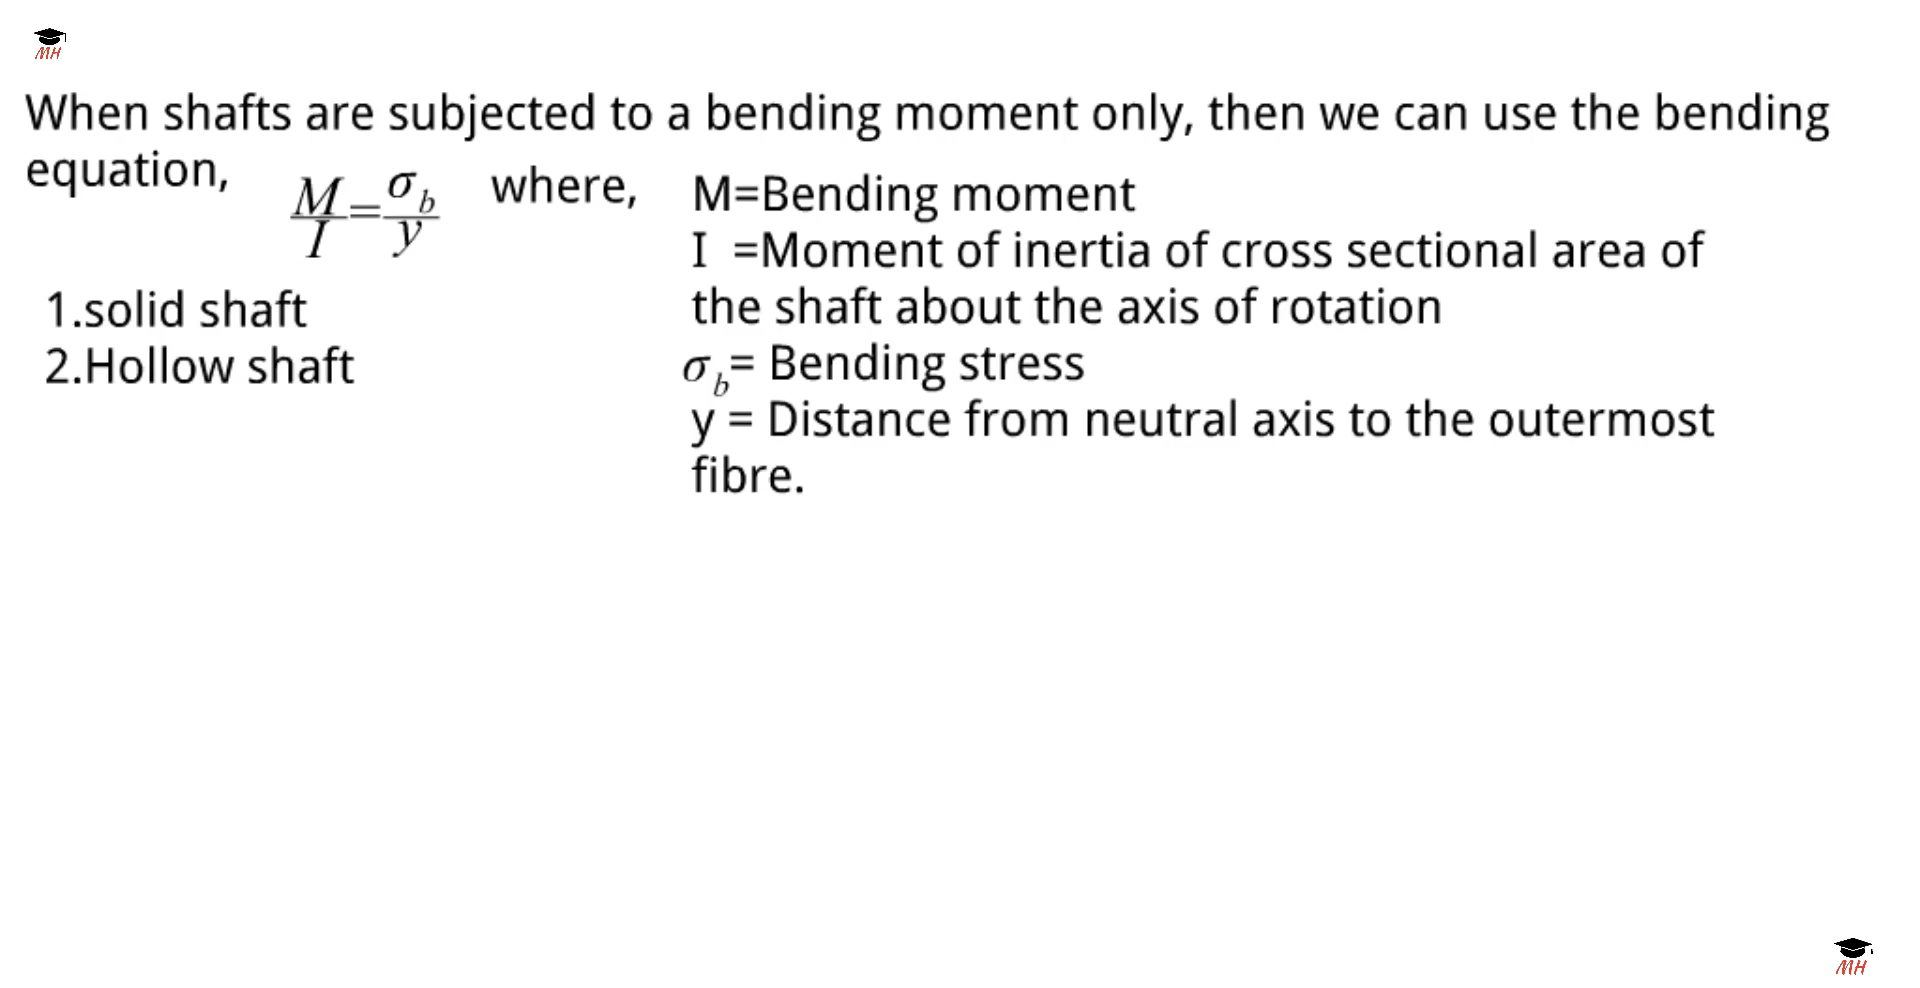 MH
When shafts are subjected to a bending moment only, then we can use the bending
equation, M/I = σb/y where,
M=Bending moment
I =Moment of inertia of cross sectional area of
the shaft about the axis of rotation
σb= Bending stress
y = Distance from neutral axis to the outermost
fibre.
1.solid shaft
2.Hollow shaft
MH